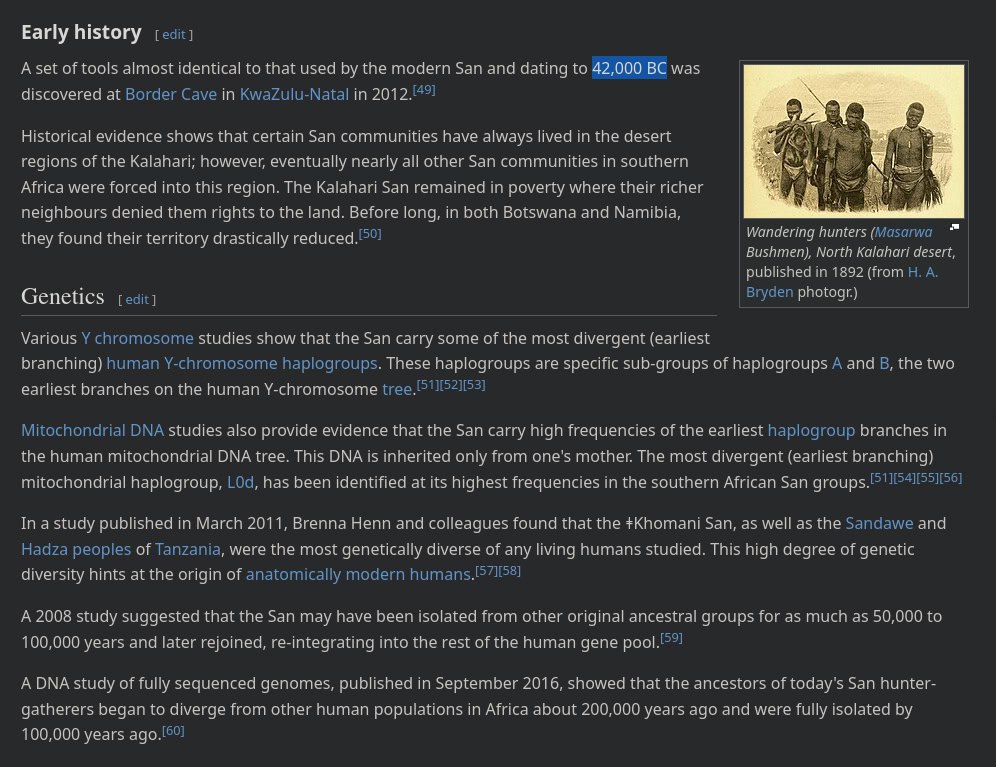 Early history [ edit ]
A set of tools almost identical to that used by the modern San and dating to 42,000 BC was
discovered at Border Cave in KwaZulu-Natal in 2012.[49]
Historical evidence shows that certain San communities have always lived in the desert
regions of the Kalahari; however, eventually nearly all other San communities in southern
Africa were forced into this region. The Kalahari San remained in poverty where their richer
neighbours denied them rights to the land. Before long, in both Botswana and Namibia,
they found their territory drastically reduced.[50]
Wandering hunters (Masarwa
Bushmen), North Kalahari desert,
published in 1892 (from H. A.
Bryden photogr.)
Genetics [ edit ]
Various Y chromosome studies show that the San carry some of the most divergent (earliest
branching) human Y-chromosome haplogroups. These haplogroups are specific sub-groups of haplogroups A and B, the two
earliest branches on the human Y-chromosome tree.[51][52][53]
Mitochondrial DNA studies also provide evidence that the San carry high frequencies of the earliest haplogroup branches in
the human mitochondrial DNA tree. This DNA is inherited only from one's mother. The most divergent (earliest branching)
mitochondrial haplogroup, L0d, has been identified at its highest frequencies in the southern African San groups.[51][54][55][56]
In a study published in March 2011, Brenna Henn and colleagues found that the ǂKhomani San, as well as the Sandawe and
Hadza peoples of Tanzania, were the most genetically diverse of any living humans studied. This high degree of genetic
diversity hints at the origin of anatomically modern humans.[57][58]
A 2008 study suggested that the San may have been isolated from other original ancestral groups for as much as 50,000 to
100,000 years and later rejoined, re-integrating into the rest of the human gene pool.[59]
A DNA study of fully sequenced genomes, published in September 2016, showed that the ancestors of today's San hunter-
gatherers began to diverge from other human populations in Africa about 200,000 years ago and were fully isolated by
100,000 years ago.[60]